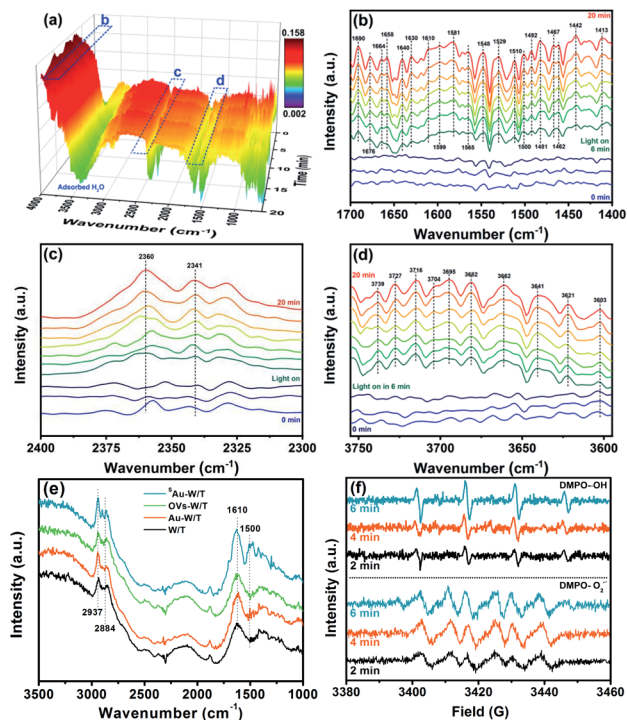 (a)
b
c
d
0.158
0.002
0
5
10
15
20
Time (min)
Adsorbed H₂O
4000
3500
2500
2000
1500
1000
Wavenumber (cm⁻¹)
(b)
20 min
1690
1664
1658
1640
1630
1610
1581
1548
1529
1510
1492
1467
1442
1413
1676
1599
1565
1500
1481
1462
Light on
6 min
0 min
Intensity (a.u.)
1700
1650
1600
1550
1500
1450
1400
Wavenumber (cm⁻¹)
(c)
2360
2341
20 min
Light on
0 min
Intensity (a.u.)
2400
2375
2350
2325
2300
Wavenumber (cm⁻¹)
(d)
20 min
3739
3727
3716
3704
3695
3682
3662
3641
3621
3603
Light on in 6 min
0 min
Intensity (a.u.)
3750
3700
3650
3600
Wavenumber (cm⁻¹)
(e)
ˢAu-W/T
OVs-W/T
Au-W/T
W/T
1610
1500
2937
2884
Intensity (a.u.)
3500
3000
2500
2000
1500
1000
Wavenumber (cm⁻¹)
(f)
DMPO-·OH
6 min
4 min
2 min
DMPO- O₂·⁻
6 min
4 min
2 min
Intensity (a.u.)
3380
3400
3420
3440
3460
Field (G)